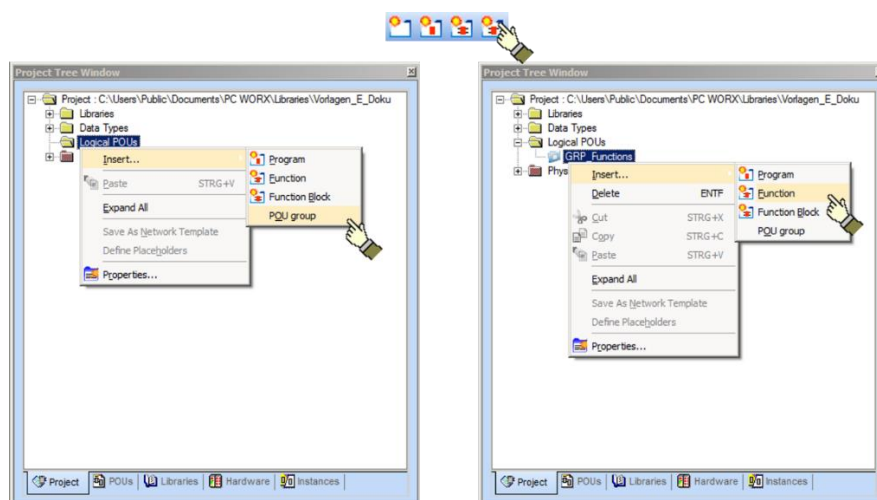 Project Tree Window
Project : C:\Users\Public\Documents\PC WORX\Libraries\Vorlagen_E_Doku
Libraries
Data Types
Logical POUs
Insert...
Paste STRG+V
Expand All
Save As Network Template
Define Placeholders
Properties...
Program
Function
Function Block
POU group
Project POUs Libraries Hardware Instances
Project Tree Window
Project : C:\Users\Public\Documents\PC WORX\Libraries\Vorlagen_E_Doku
Libraries
Data Types
Logical POUs
GRP_Functions
Phys
Insert...
Delete ENTF
Cut STRG+X
Copy STRG+C
Paste STRG+V
Expand All
Save As Network Template
Define Placeholders
Properties...
Program
Function
Function Block
POU group
Project POUs Libraries Hardware Instances